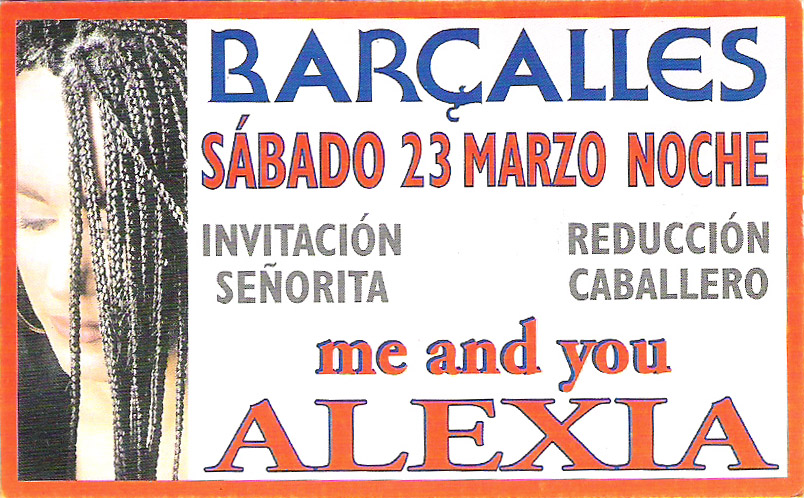 BARÇALLES
SÁBADO 23 MARZO NOCHE
INVITACIÓN SEÑORITA
REDUCCIÓN CABALLERO
me and you
ALEXIA